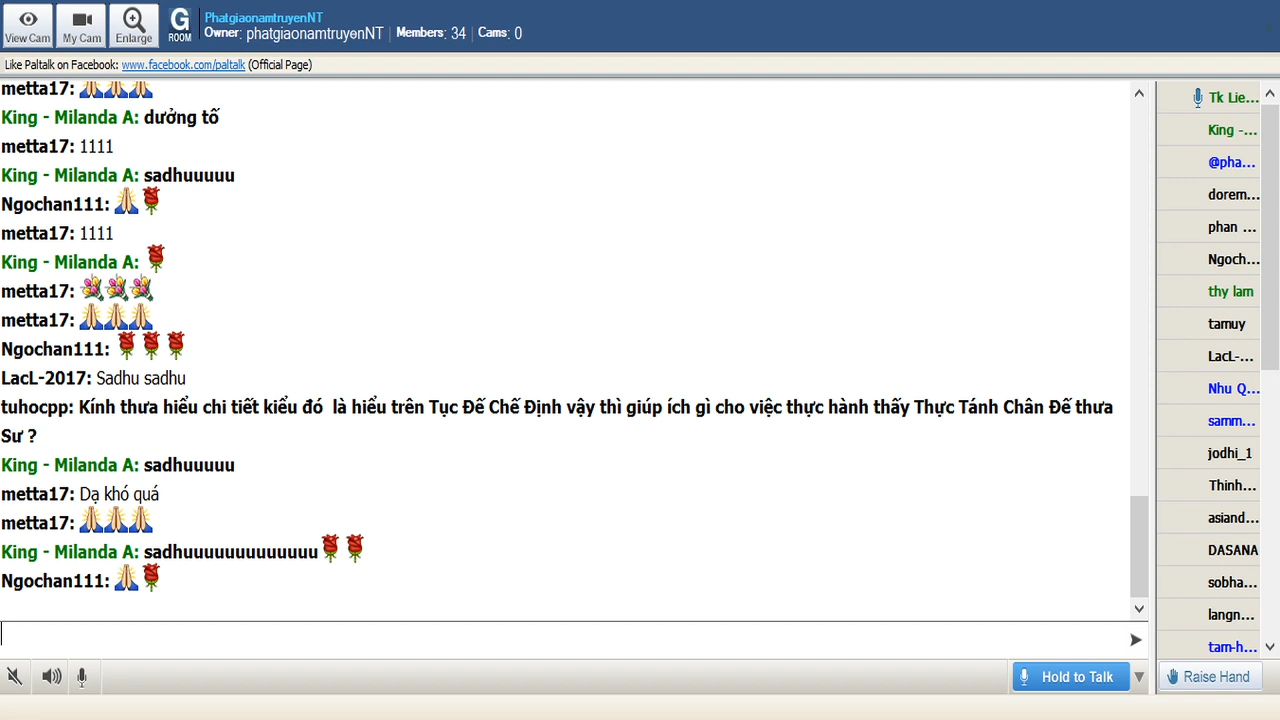 View Cam
My Cam
Enlarge
G
ROOM
PhatgiaonamtruyenNT
Owner: phatgiaonamtruyenNT | Members: 34 | Cams: 0
Like Paltalk on Facebook: www.facebook.com/paltalk (Official Page)
metta17:
King - Milanda A: dưởng tố
metta17: 1111
King - Milanda A: sadhuuuuu
Ngochan111:
metta17: 1111
King - Milanda A:
metta17:
metta17:
Ngochan111:
LacL-2017: Sadhu sadhu
tuhocpp: Kính thưa hiểu chi tiết kiểu đó  là hiểu trên Tục Đế Chế Định vậy thì giúp ích gì cho việc thực hành thấy Thực Tánh Chân Đế thưa
Sư ?
King - Milanda A: sadhuuuuu
metta17: Dạ khó quá
metta17:
King - Milanda A: sadhuuuuuuuuuuuuu
Ngochan111:
Tk Lie...
King -...
@pha...
dorem...
phan ...
Ngoch...
thy lam
tamuy
LacL-...
Nhu Q...
samm...
jodhi_1
Thinh...
asiand...
DASANA
sobha...
langn...
tam-h...
Hold to Talk
Raise Hand